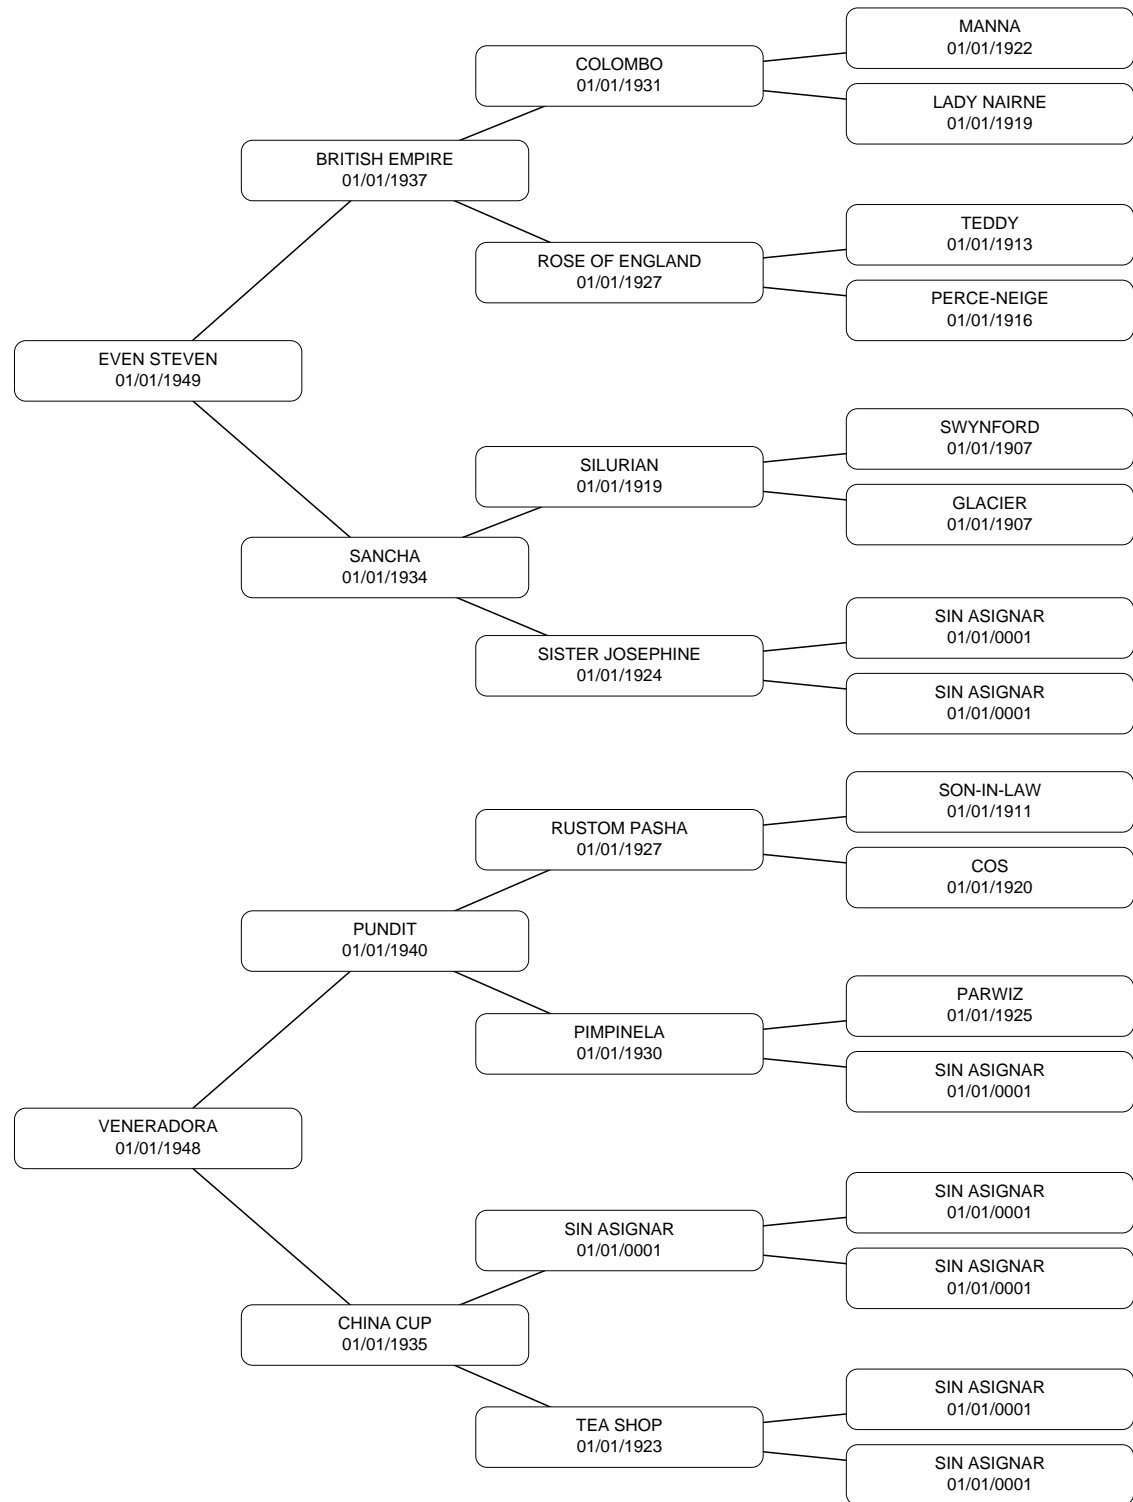 MANNA
01/01/1922
COLOMBO
01/01/1931
LADY NAIRNE
01/01/1919
BRITISH EMPIRE
01/01/1937
TEDDY
01/01/1913
ROSE OF ENGLAND
01/01/1927
PERCE-NEIGE
01/01/1916
EVEN STEVEN
01/01/1949
SWYNFORD
01/01/1907
SILURIAN
01/01/1919
GLACIER
01/01/1907
SANCHA
01/01/1934
SIN ASIGNAR
01/01/0001
SISTER JOSEPHINE
01/01/1924
SIN ASIGNAR
01/01/0001
SON-IN-LAW
01/01/1911
RUSTOM PASHA
01/01/1927
COS
01/01/1920
PUNDIT
01/01/1940
PARWIZ
01/01/1925
PIMPINELA
01/01/1930
SIN ASIGNAR
01/01/0001
VENERADORA
01/01/1948
SIN ASIGNAR
01/01/0001
SIN ASIGNAR
01/01/0001
SIN ASIGNAR
01/01/0001
CHINA CUP
01/01/1935
SIN ASIGNAR
01/01/0001
TEA SHOP
01/01/1923
SIN ASIGNAR
01/01/0001